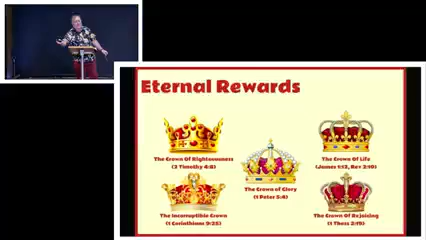 Eternal Rewards
The Crown Of Righteousness
(2 Timothy 4:8)
The Crown Of Life
(James 1:12, Rev 2:10)
The Crown of Glory
(1 Peter 5:4)
The Incorruptible Crown
(1 Corinthians 9:25)
The Crown Of Rejoicing
(1 Thess 2:19)